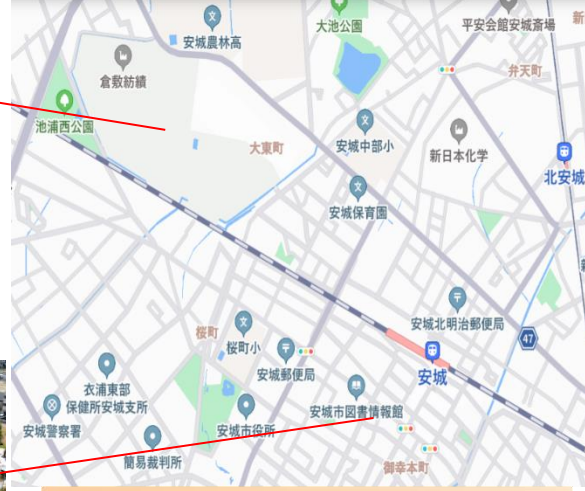 安城農林高
大池公園
平安会館安城斎場
新
倉敷紡績
弁天町
池浦西公園
大東町
安城中部小
新日本化学
北安城
安城保育園
安城北明治郵便局
47
桜町
桜町小
安城郵便局
安城
衣浦東部
保健所安城支所
安城市図書情報館
安城警察署
安城市役所
簡易裁判所
御幸本町